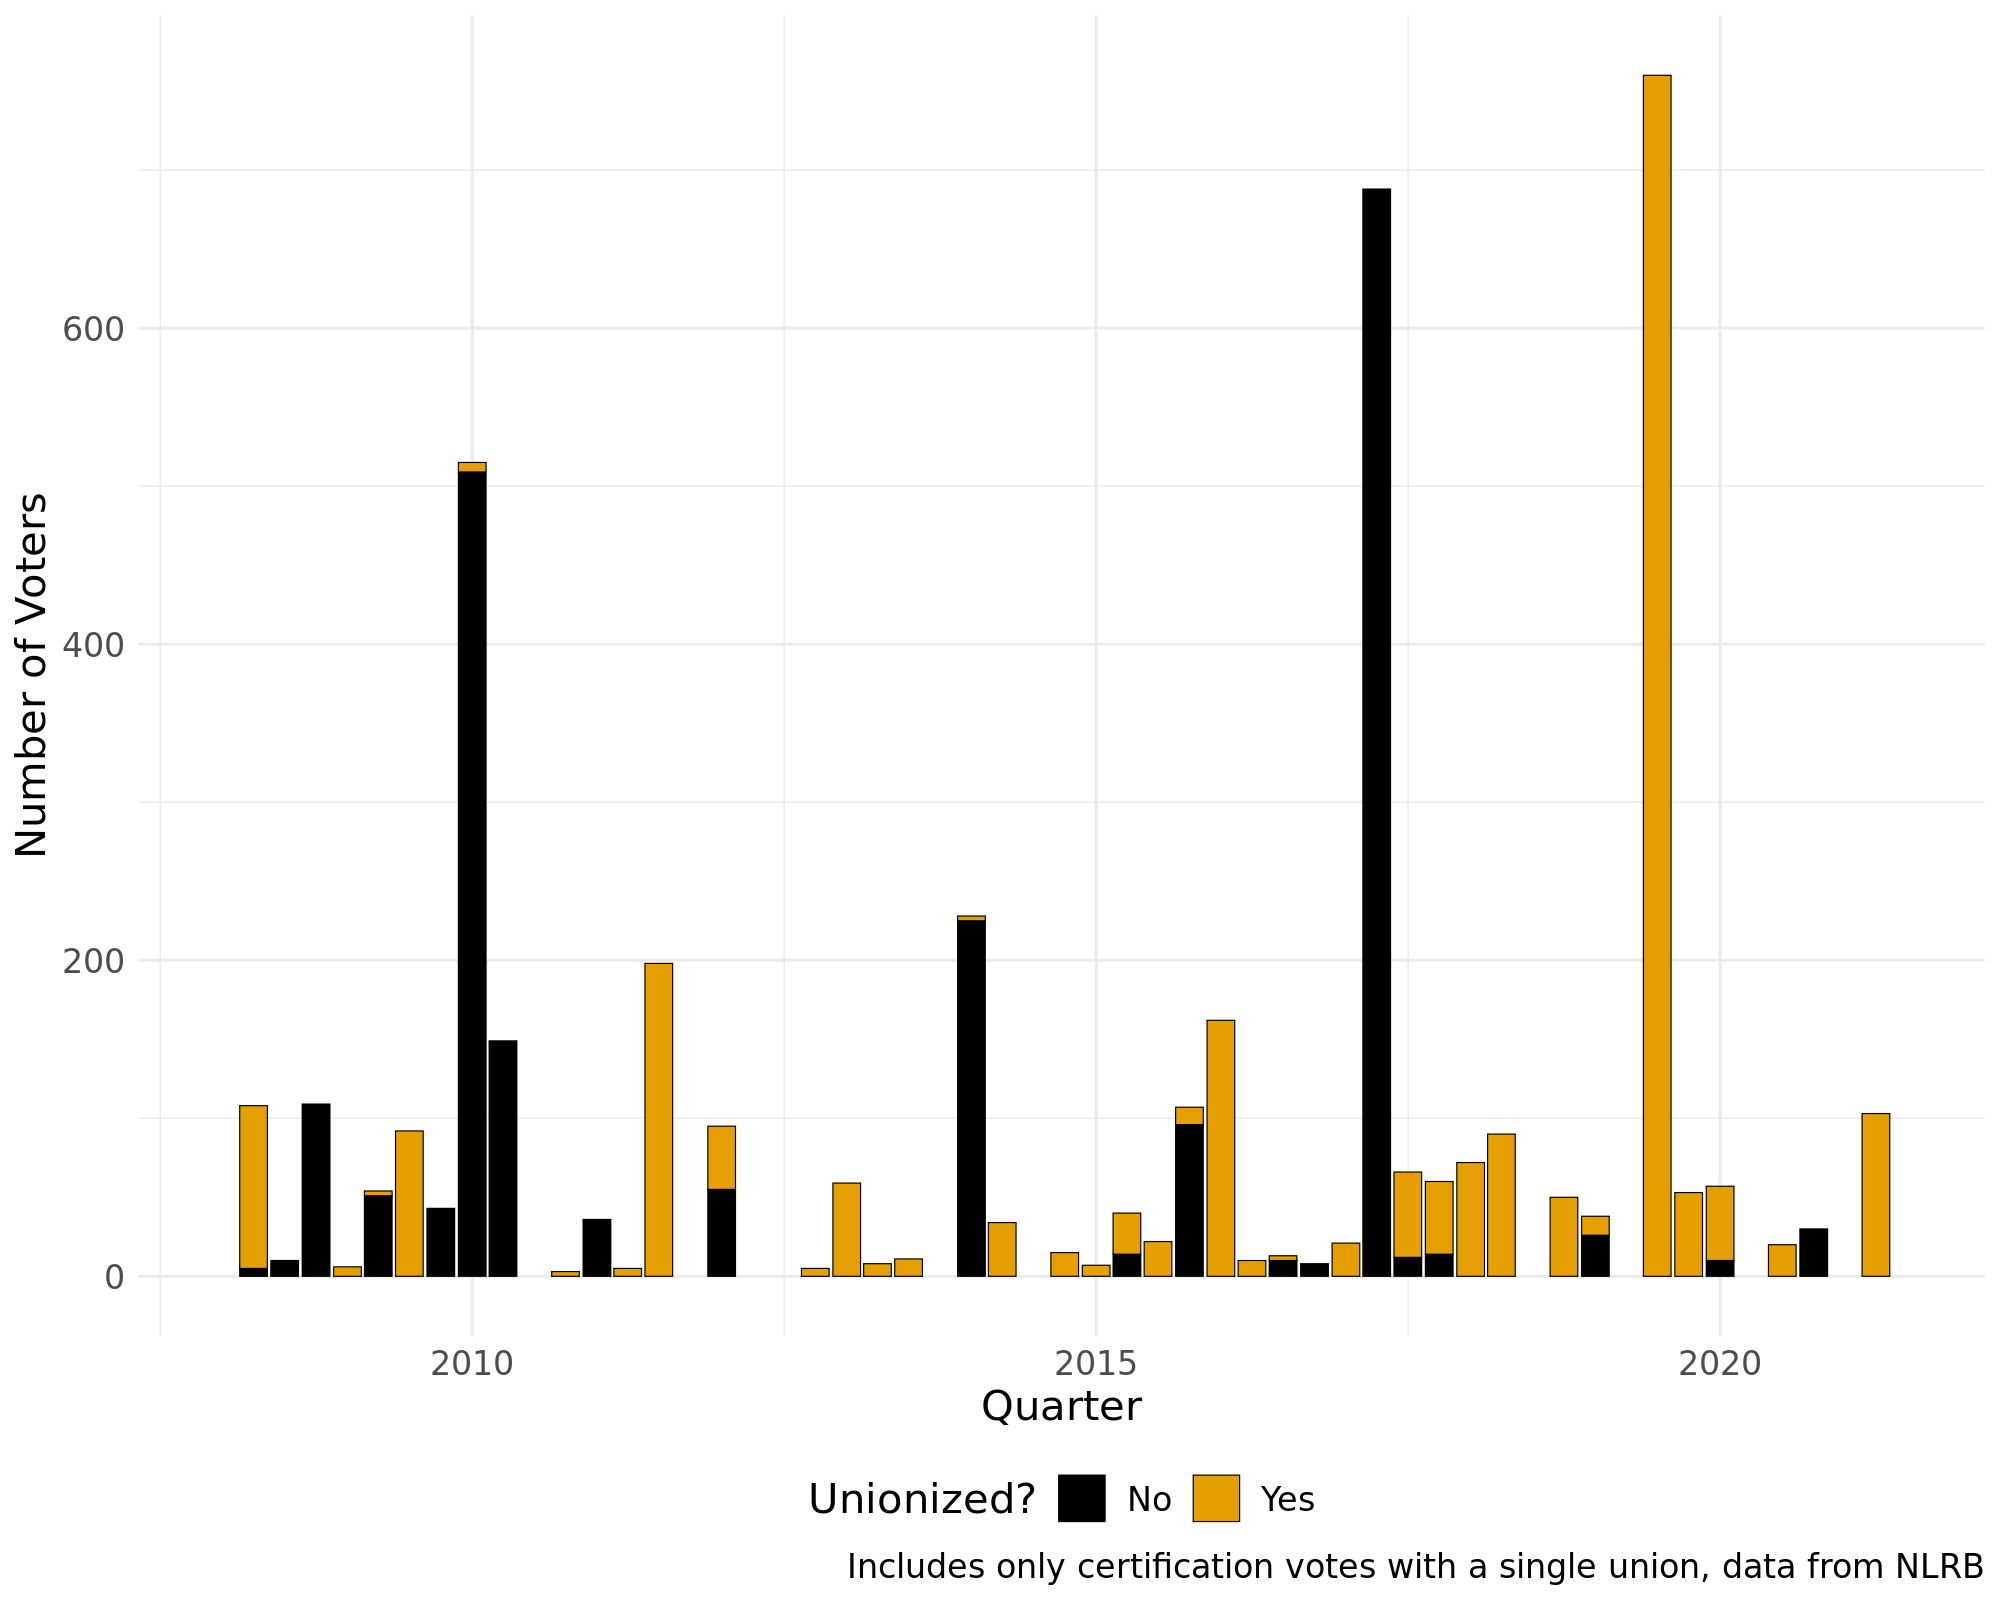 Number of Voters
600
400
200
0
2010 2015 2020
Quarter
Unionized? No Yes
Includes only certification votes with a single union, data from NLRB